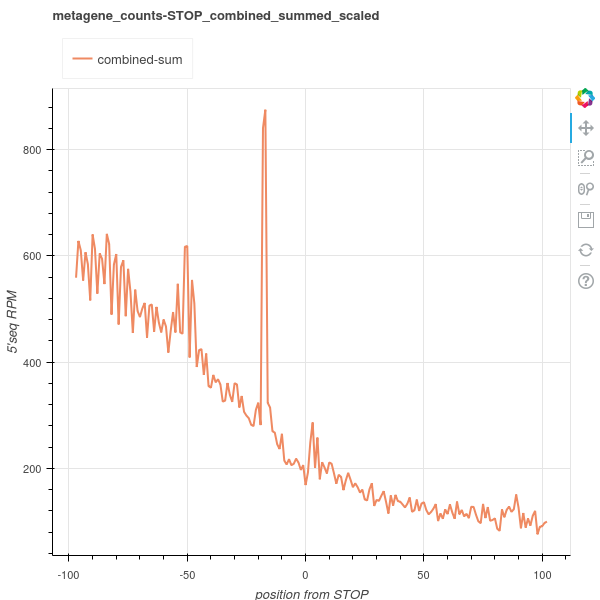 metagene_counts-STOP_combined_summed_scaled
combined-sum
800
600
400
200
5'seq RPM
-100
-50
0
50
100
position from STOP